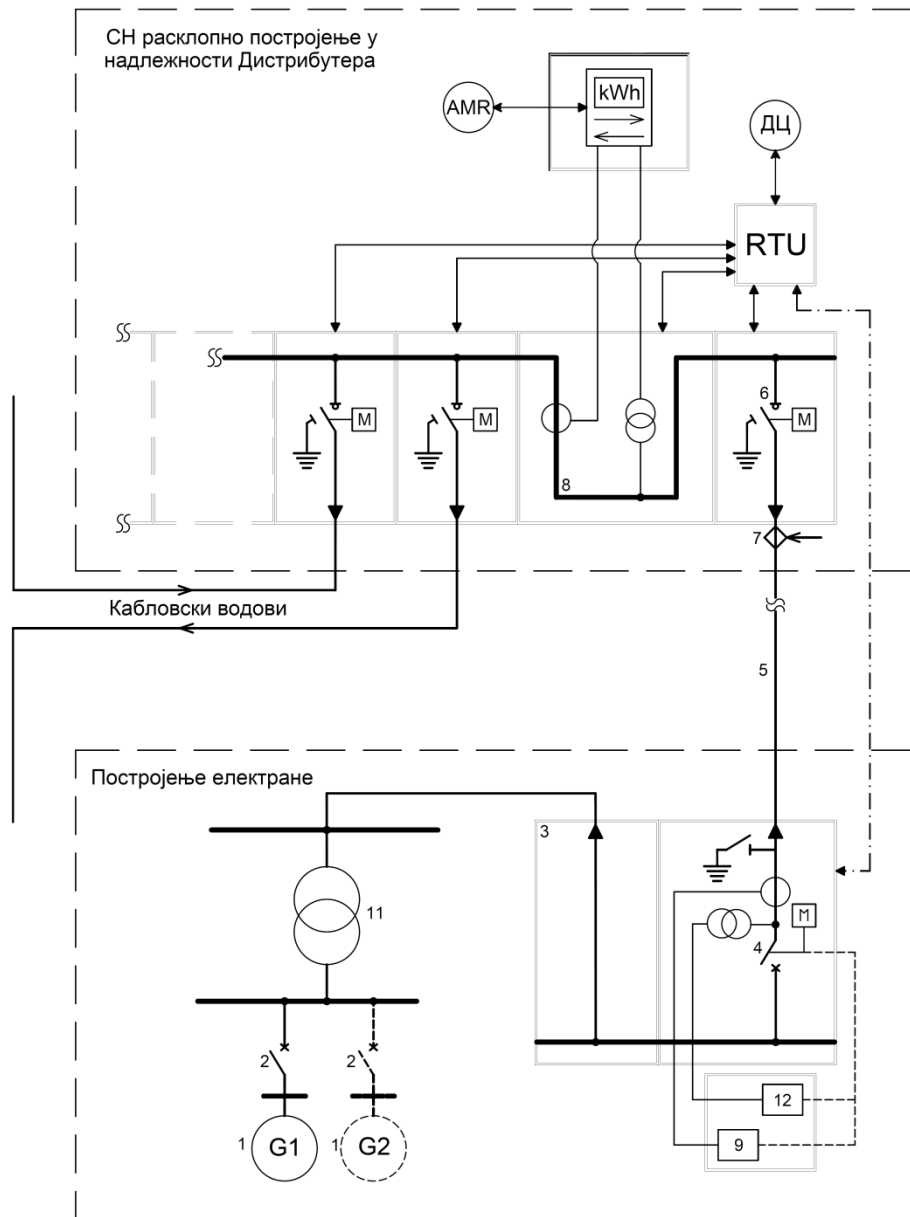 СН расклопно постројење у
надлежности Дистрибутера
kWh
AMR
ДЦ
RTU
6
M
M
M
8
7
Кабловски водови
5
Постројење електране
3
11
M
4
2
2
12
1
G1
1
G2
9